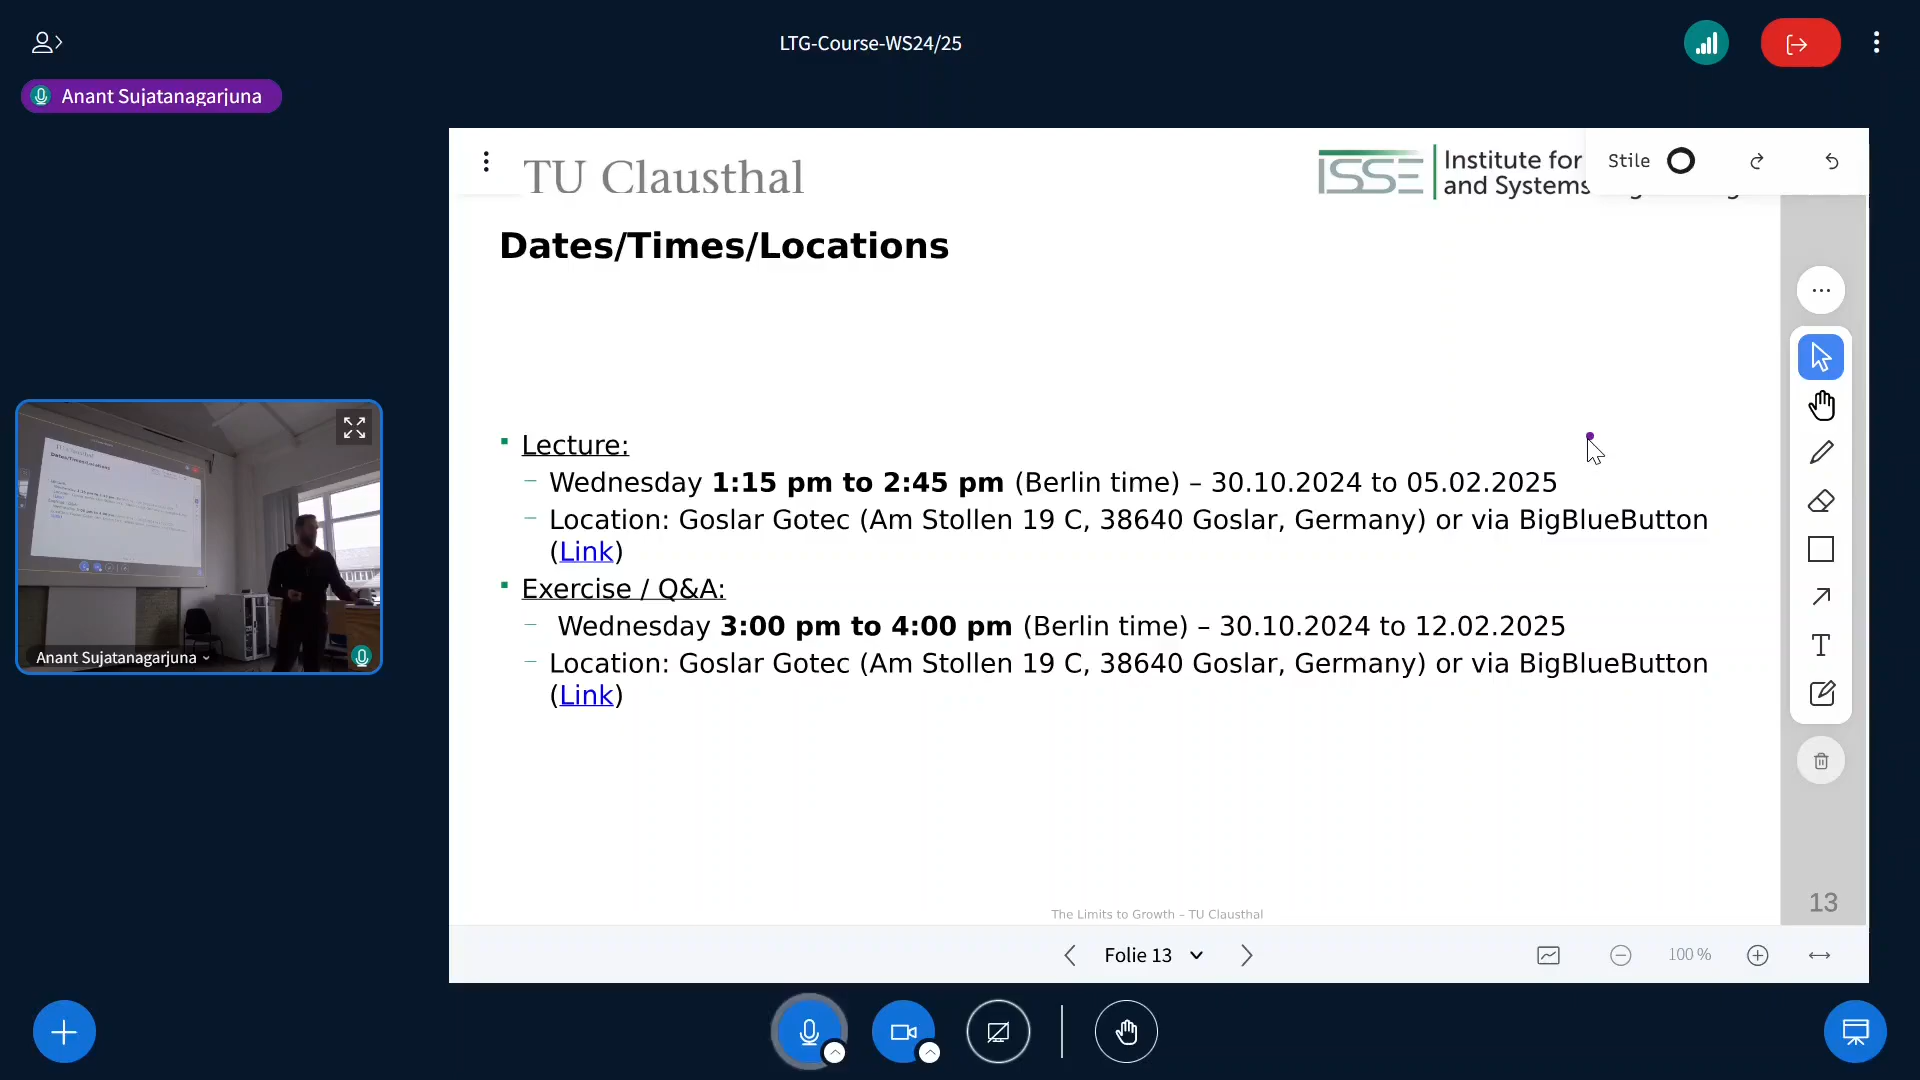 LTG-Course-WS24/25
Anant Sujatanagarjuna
TU Clausthal
ISSE
Institute for
and Systems
Stile
Dates/Times/Locations
Lecture:
Wednesday 1:15 pm to 2:45 pm (Berlin time) – 30.10.2024 to 05.02.2025
Location: Goslar Gotec (Am Stollen 19 C, 38640 Goslar, Germany) or via BigBlueButton
(Link)
Exercise / Q&A:
Wednesday 3:00 pm to 4:00 pm (Berlin time) – 30.10.2024 to 12.02.2025
Location: Goslar Gotec (Am Stollen 19 C, 38640 Goslar, Germany) or via BigBlueButton
(Link)
Anant Sujatanagarjuna
The Limits to Growth – TU Clausthal
13
Folie 13
100 %